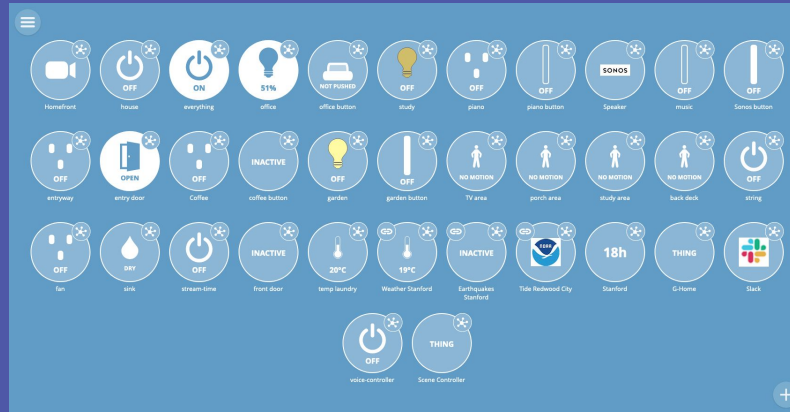 OFF
ON
51%
NOT PUSHED
OFF
OFF
OFF
SONOS
OFF
OFF
Homefront
house
everything
office
office button
study
piano
piano button
Speaker
music
Sonos button
OFF
OPEN
OFF
INACTIVE
OFF
OFF
NO MOTION
NO MOTION
NO MOTION
NO MOTION
OFF
entryway
entry door
Coffee
coffee button
garden
garden button
TV area
porch area
study area
back deck
string
OFF
DRY
OFF
INACTIVE
20°C
19°C
INACTIVE
18h
THING
fan
sink
stream-time
front door
temp laundry
Weather Stanford
Earthquakes
Stanford
Tide Redwood City
Stanford
G-Home
Slack
OFF
THING
voice-controller
Scene Controller